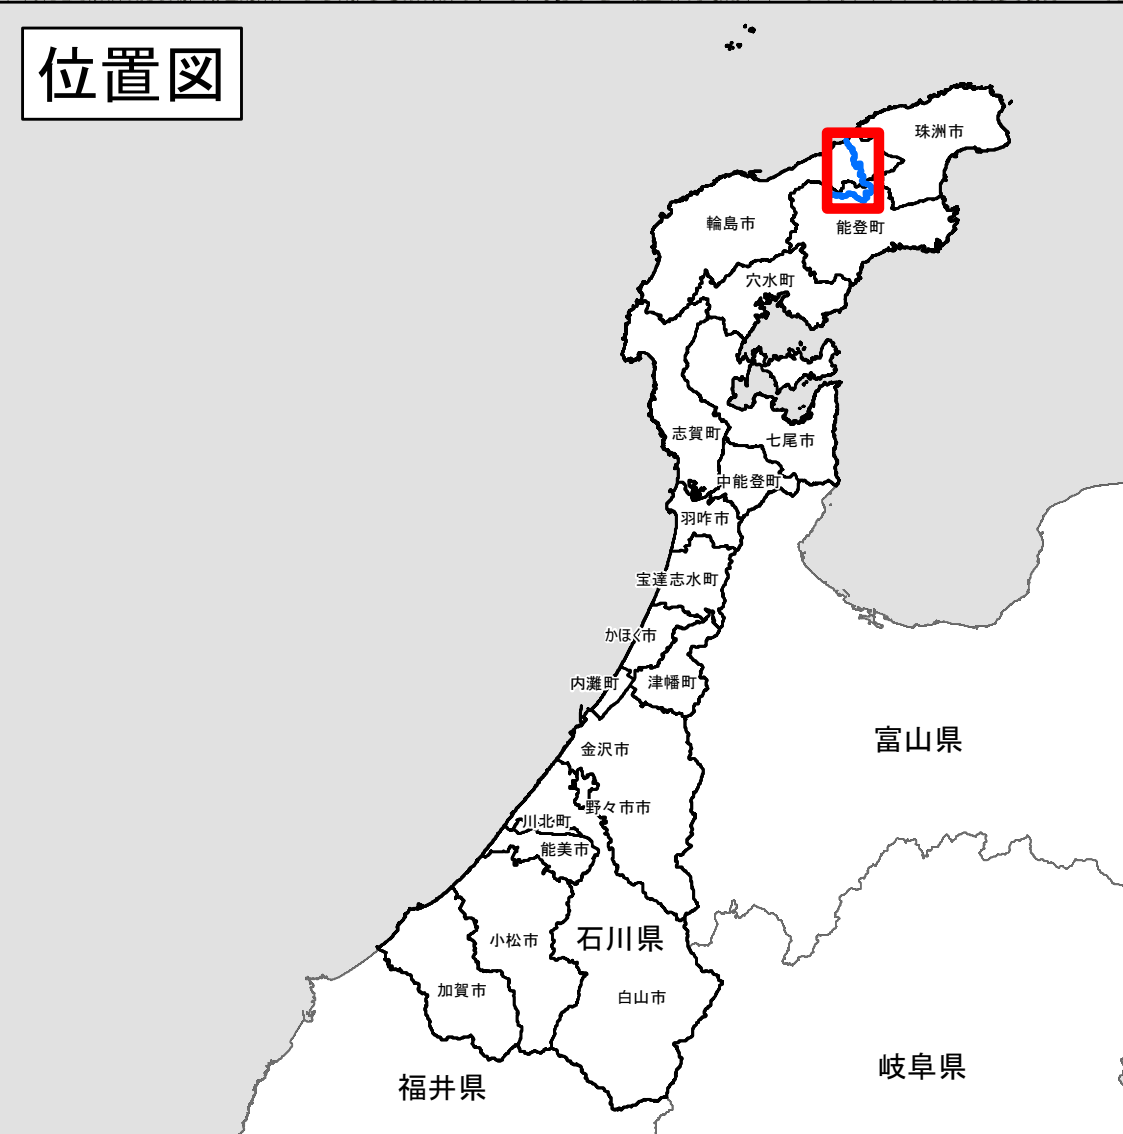 位置図
珠洲市
輪島市
能登町
穴水町
志賀町
七尾市
中能登町
羽咋市
宝達志水町
かほく市
内灘町
津幡町
富山県
金沢市
野々市市
川北町
能美市
小松市
石川県
加賀市
白山市
岐阜県
福井県